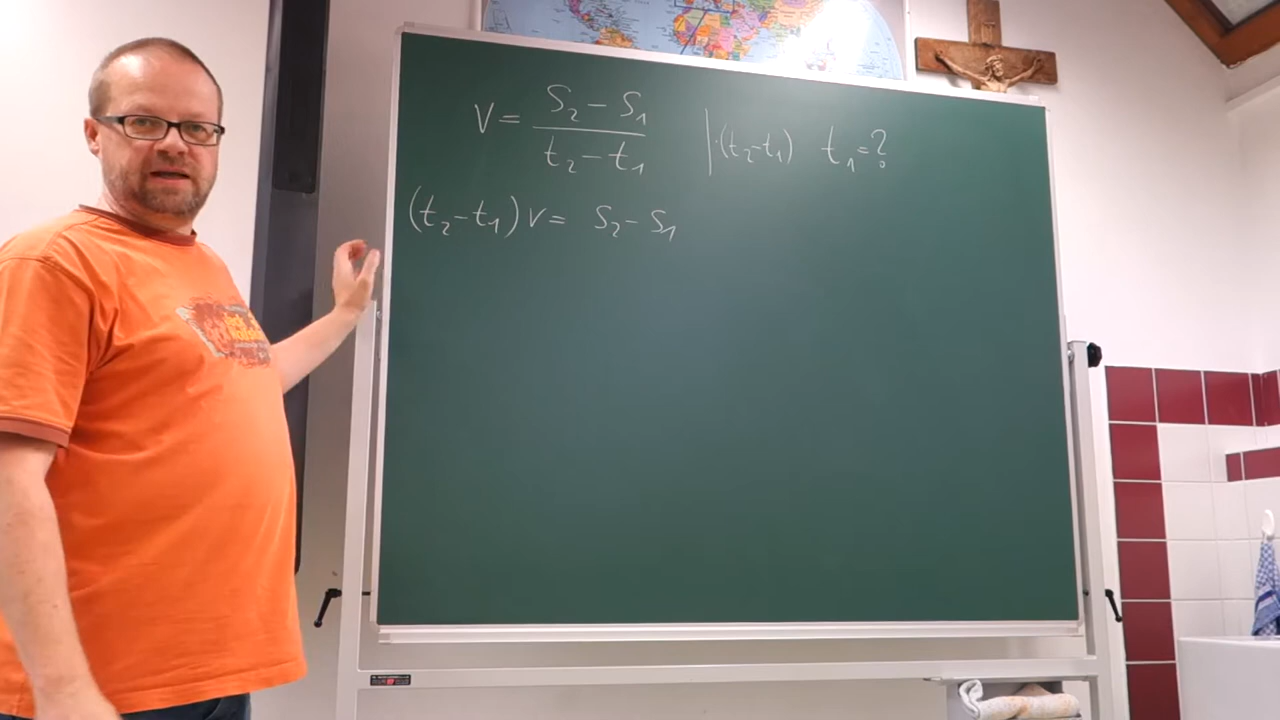 v = (s₂ − s₁)/(t₂ − t₁) | ·(t₂−t₁) t₁ = ?
(t₂−t₁) v = s₂ − s₁